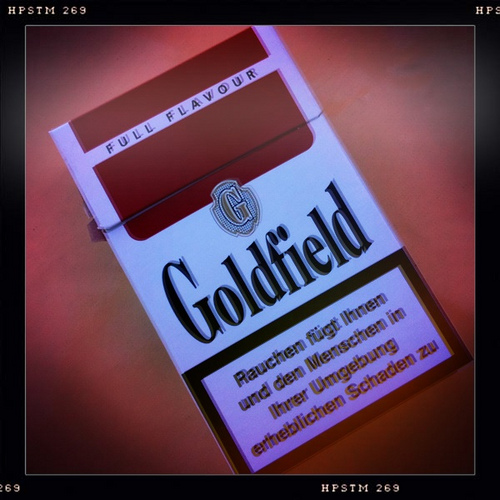 HPSTM 269
HPS
FULL FLAVOUR
G
Goldfield
Rauchen fügt Ihnen
und den Menschen in
Ihrer Umgebung
erheblichen Schaden zu
269
HPSTM 269